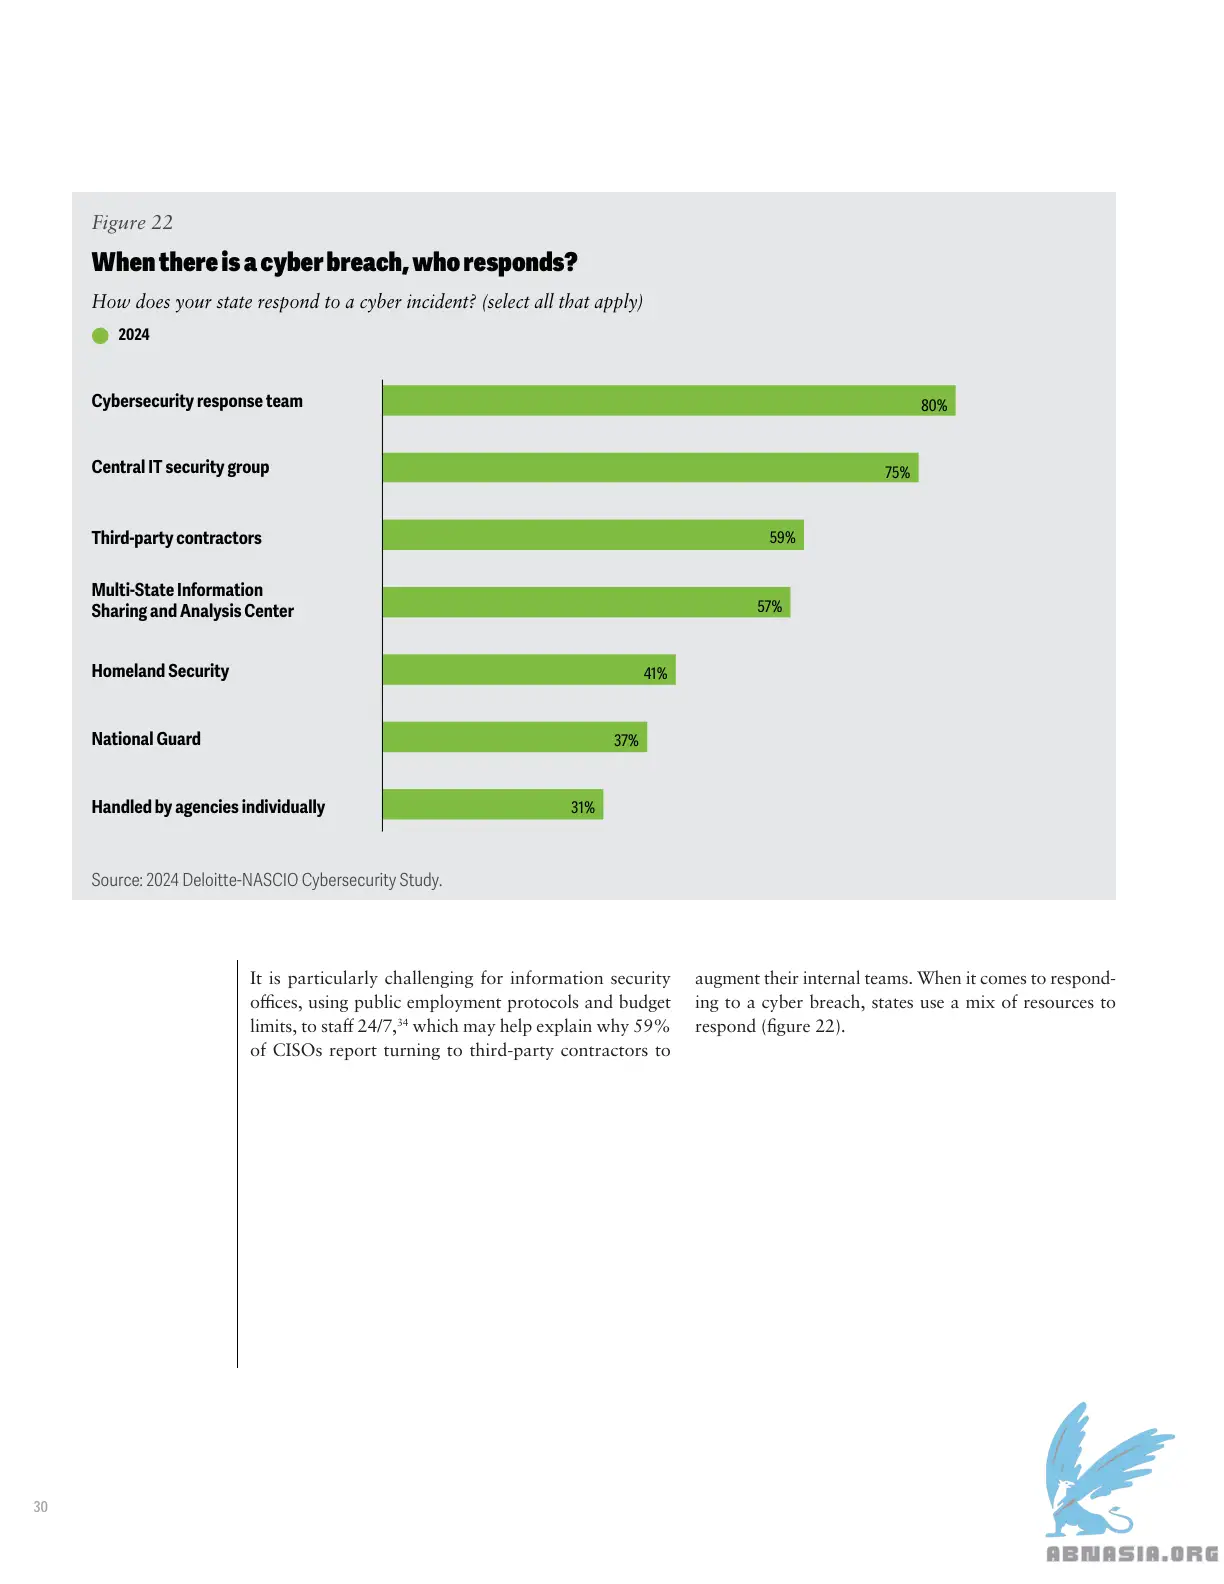 Figure 22
When there is a cyber breach, who responds?
How does your state respond to a cyber incident? (select all that apply)
2024
Cybersecurity response team
80%
Central IT security group
75%
Third-party contractors
59%
Multi-State Information
Sharing and Analysis Center
57%
Homeland Security
41%
National Guard
37%
Handled by agencies individually
31%
Source: 2024 Deloitte-NASCIO Cybersecurity Study.
It is particularly challenging for information security
offices, using public employment protocols and budget
limits, to staff 24/7,34 which may help explain why 59%
of CISOs report turning to third-party contractors to
augment their internal teams. When it comes to respond-
ing to a cyber breach, states use a mix of resources to
respond (figure 22).
30
ABNASIA.ORG